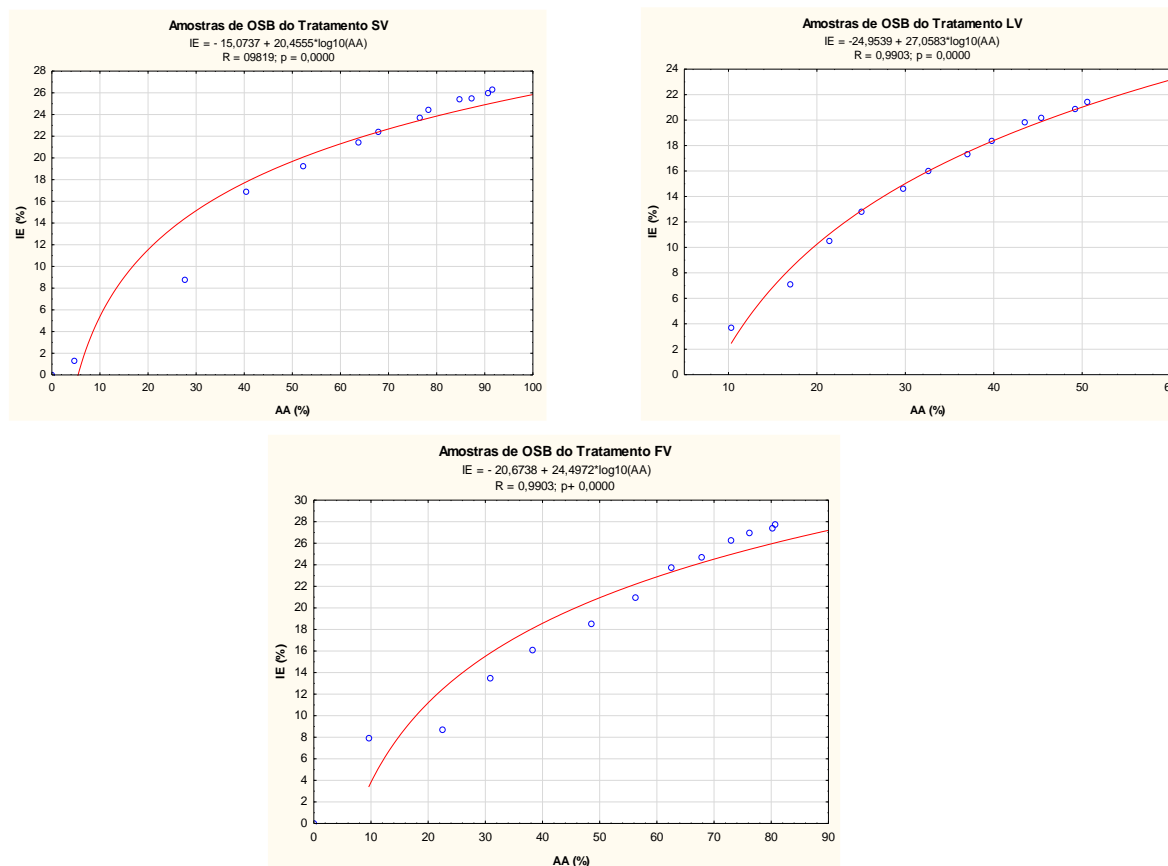 Amostras de OSB do Tratamento SV
IE = - 15,0737 + 20,4555*log10(AA)
R = 09819; p = 0,0000
28
26
24
22
20
18
16
14
12
10
8
6
4
2
0
IE (%)
0 10 20 30 40 50 60 70 80 90 100
AA (%)
Amostras de OSB do Tratamento LV
IE = -24,9539 + 27,0583*log10(AA)
R = 0,9903; p = 0,0000
24
22
20
18
16
14
12
10
8
6
4
2
0
IE (%)
10 20 30 40 50 60
AA (%)
Amostras de OSB do Tratamento FV
IE = - 20,6738 + 24,4972*log10(AA)
R = 0,9903; p+ 0,0000
30
28
26
24
22
20
18
16
14
12
10
8
6
4
2
0
IE (%)
0 10 20 30 40 50 60 70 80 90
AA (%)